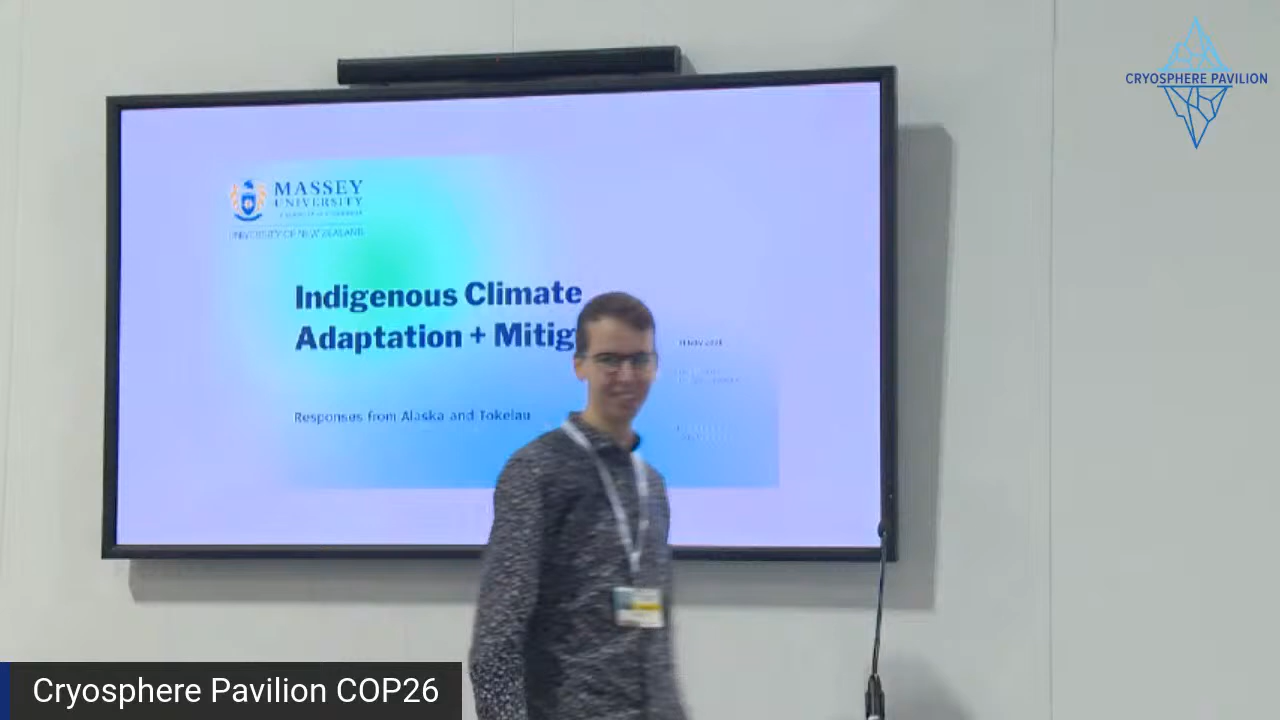 CRYOSPHERE PAVILION
MASSEY
UNIVERSITY
UNIVERSITY OF NEW ZEALAND
Indigenous Climate
Adaptation + Mitig
Responses from Alaska and Tokelau
Cryosphere Pavilion COP26